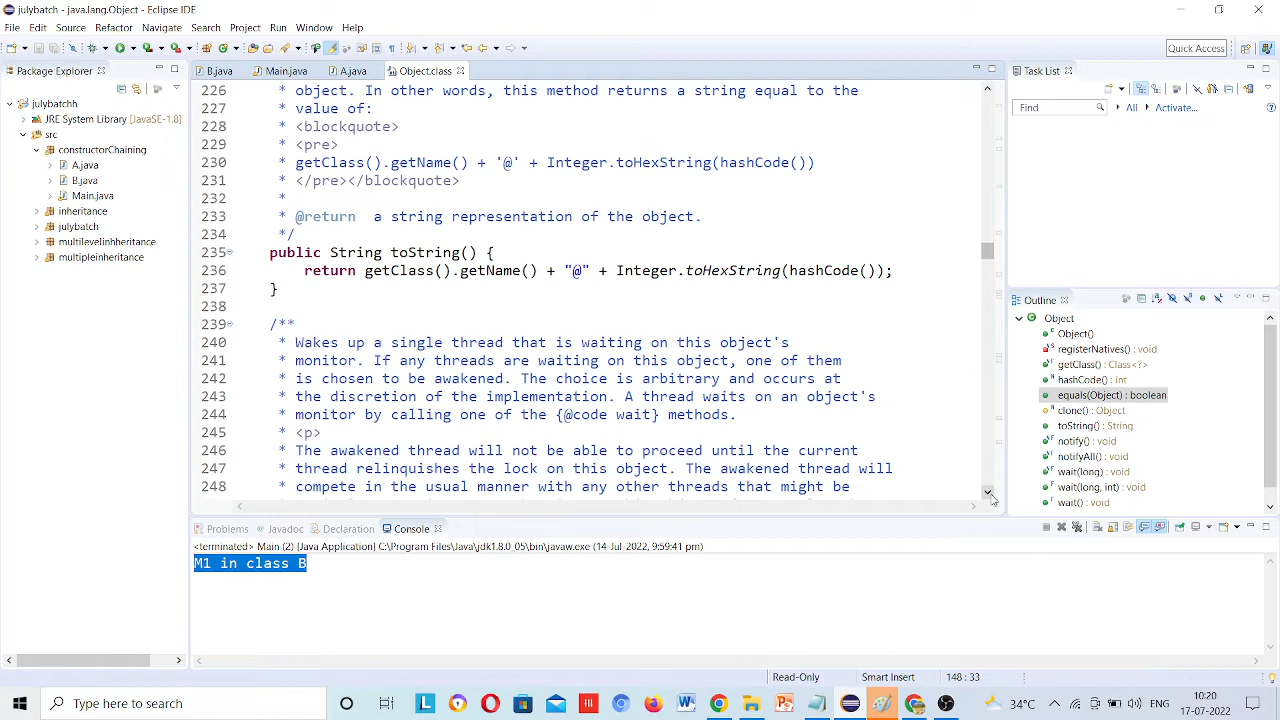 julybatch - java.lang.Object - Eclipse IDE
File Edit Source Refactor Navigate Search Project Run Window Help
Quick Access
Package Explorer
B.java Main.java A.java Object.class
Task List
julybatchh
JRE System Library [JavaSE-1.8]
src
constructorChaining
A.java
B.java
Main.java
inheritance
julybatch
multilevelInhheritance
multipleinheritance
226 * object. In other words, this method returns a string equal to the
227 * value of:
228 * <blockquote>
229 * <pre>
230 * getClass().getName() + '@' + Integer.toHexString(hashCode())
231 * </pre></blockquote>
232 *
233 * @return a string representation of the object.
234 */
235 public String toString() {
236 return getClass().getName() + "@" + Integer.toHexString(hashCode());
237 }
238
239 /**
240 * Wakes up a single thread that is waiting on this object's
241 * monitor. If any threads are waiting on this object, one of them
242 * is chosen to be awakened. The choice is arbitrary and occurs at
243 * the discretion of the implementation. A thread waits on an object's
244 * monitor by calling one of the {@code wait} methods.
245 * <p>
246 * The awakened thread will not be able to proceed until the current
247 * thread relinquishes the lock on this object. The awakened thread will
248 * compete in the usual manner with any other threads that might be
Find All Activate...
Outline
Object
Object()
registerNatives() : void
getClass() : Class<?>
hashCode() : int
equals(Object) : boolean
clone() : Object
toString() : String
notify() : void
notifyAll() : void
wait(long) : void
wait(long, int) : void
wait() : void
Problems Javadoc Declaration Console
<terminated> Main (2) [Java Application] C:\Program Files\Java\jdk1.8.0_05\bin\javaw.exe (14-Jul-2022, 9:59:41 pm)
M1 in class B
Read-Only Smart Insert 148 : 33
Type here to search
34°C ENG 10:20
17-07-2022